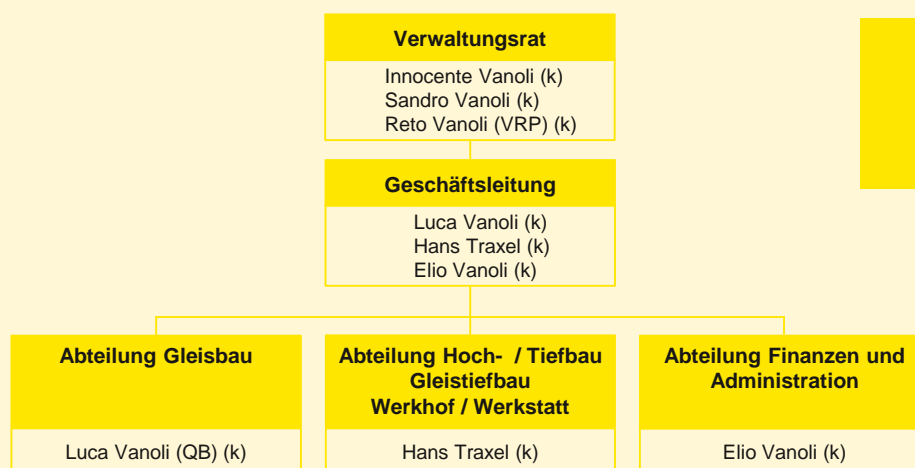 Verwaltungsrat
Innocente Vanoli (k)
Sandro Vanoli (k)
Reto Vanoli (VRP) (k)
Geschäftsleitung
Luca Vanoli (k)
Hans Traxel (k)
Elio Vanoli (k)
Abteilung Gleisbau
Luca Vanoli (QB) (k)
Abteilung Hoch- / Tiefbau
Gleistiefbau
Werkhof / Werkstatt
Hans Traxel (k)
Abteilung Finanzen und
Administration
Elio Vanoli (k)